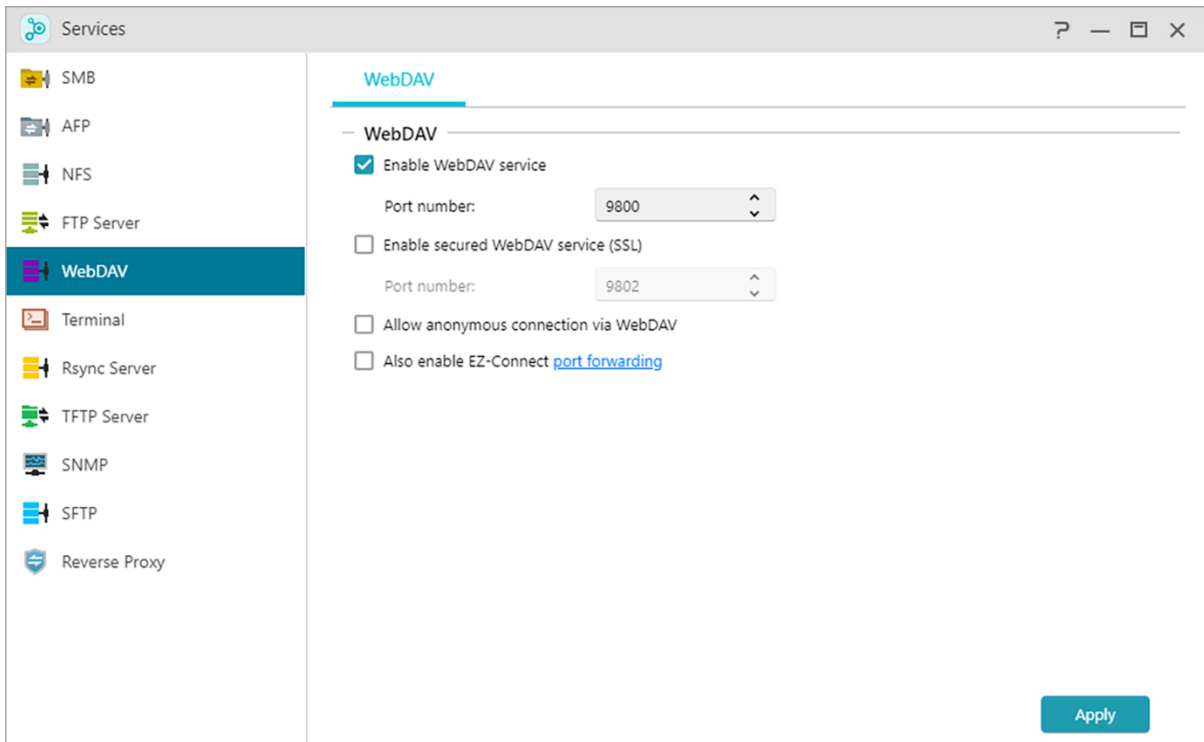 Services
SMB
AFP
NFS
FTP Server
WebDAV
Terminal
Rsync Server
TFTP Server
SNMP
SFTP
Reverse Proxy
WebDAV
WebDAV
Enable WebDAV service
Port number: 9800
Enable secured WebDAV service (SSL)
Port number: 9802
Allow anonymous connection via WebDAV
Also enable EZ-Connect port forwarding
Apply